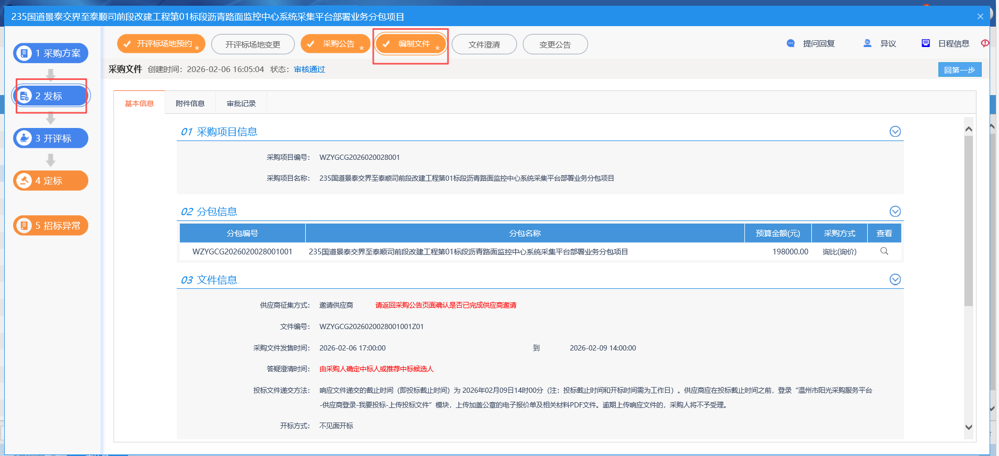 235国道景泰交界至泰顺司前段改建工程第01标段沥青路面监控中心系统采集平台部署业务分包项目
1 采购方案
2 发标
3 开评标
4 定标
5 招标异常
开评标场地预约 *
开评标场地变更
采购公告 *
编制文件 *
文件澄清
变更公告
提问回复
异议
日程信息
采购文件 创建时间：2026-02-06 16:05:04 状态：审核通过
回第一步
基本信息
附件信息
审批记录
01 采购项目信息
采购项目编号： WZYGCG2026020028001
采购项目名称： 235国道景泰交界至泰顺司前段改建工程第01标段沥青路面监控中心系统采集平台部署业务分包项目
02 分包信息
分包编号 分包名称 预算金额(元) 采购方式 查看
WZYGCG2026020028001001 235国道景泰交界至泰顺司前段改建工程第01标段沥青路面监控中心系统采集平台部署业务分包项目 198000.00 询比(询价)
03 文件信息
供应商征集方式： 邀请供应商 请返回采购公告页面确认是否已完成供应商邀请
文件编号： WZYGCG2026020028001001Z01
采购文件发售时间： 2026-02-06 17:00:00 到 2026-02-09 14:00:00
答疑澄清时间： 由采购人确定中标人或推荐中标候选人
投标文件递交方法： 响应文件递交的截止时间（即投标截止时间）为 2026年02月09日14时00分（注：投标截止时间和开标时间需为工作日）。供应商应在投标截止时间之前，登录“温州市阳光采购服务平台
-供应商登录-我要投标-上传投标文件”模块，上传加盖公章的电子报价单及相关材料PDF文件。逾期上传响应文件的，采购人将不予受理。
开标方式： 不见面开标